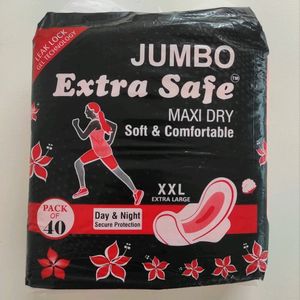 LEAK LOCK
GEL TECHNOLOGY
JUMBO
Extra Safe™
MAXI DRY
Soft & Comfortable
XXL
EXTRA LARGE
PACK
OF
40
Day & Night
Secure Protection